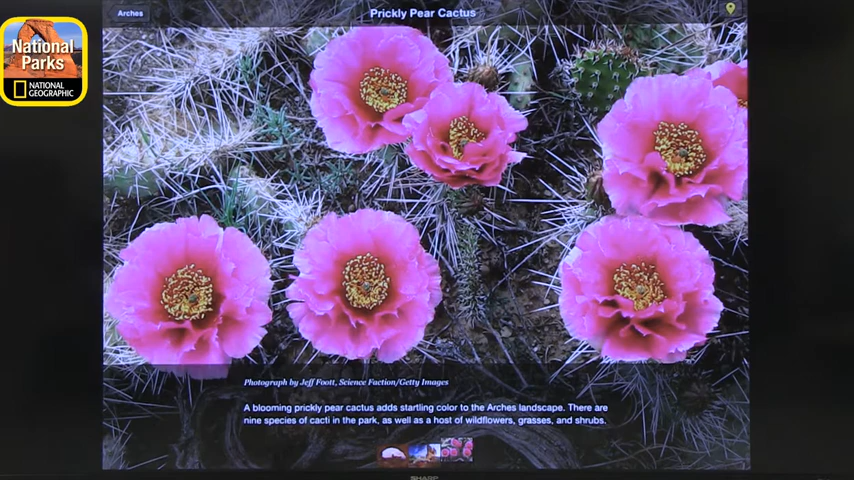 Arches
Prickly Pear Cactus
National
Parks
NATIONAL
GEOGRAPHIC
Photograph by Jeff Foott, Science Faction/Getty Images
A blooming prickly pear cactus adds startling color to the Arches landscape. There are
nine species of cacti in the park, as well as a host of wildflowers, grasses, and shrubs.
SHARP